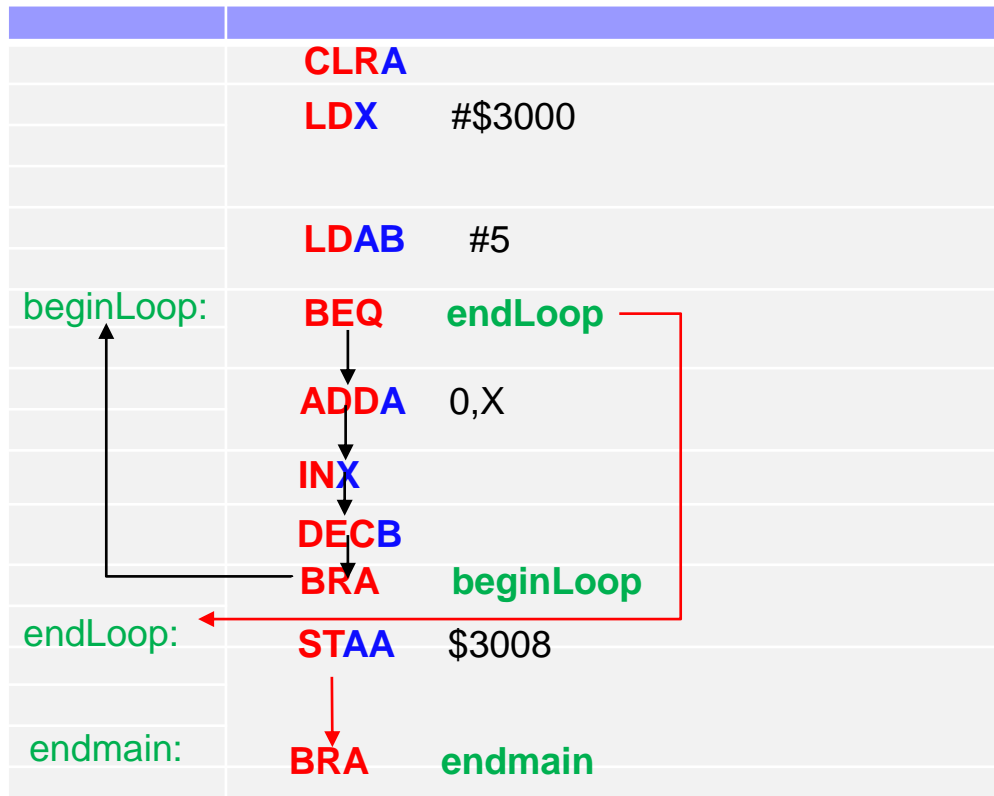 CLRA
LDX #$3000
LDAB #5
beginLoop: BEQ endLoop
ADDA 0,X
INX
DECB
BRA beginLoop
endLoop: STAA $3008
endmain: BRA endmain